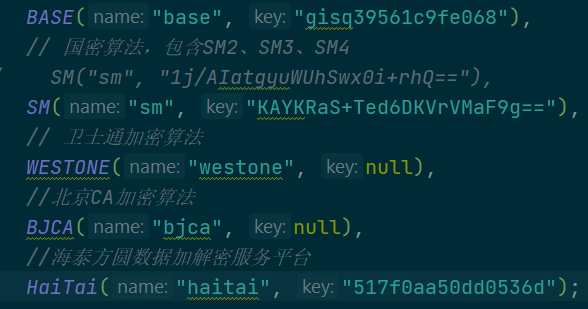 BASE( name: "base", key: "gisq39561c9fe068"),
// 国密算法，包含SM2、SM3、SM4
/ SM("sm", "1j/AIatqyuWUhSwx0i+rhQ=="),
SM( name: "sm", key: "KAYKRaS+Ted6DKVrVMaF9g=="),
// 卫士通加密算法
WESTONE( name: "westone", key: null),
//北京CA加密算法
BJCA( name: "bjca", key: null),
//海泰方圆数据加解密服务平台
HaiTai( name: "haitai", key: "517f0aa50dd0536d");